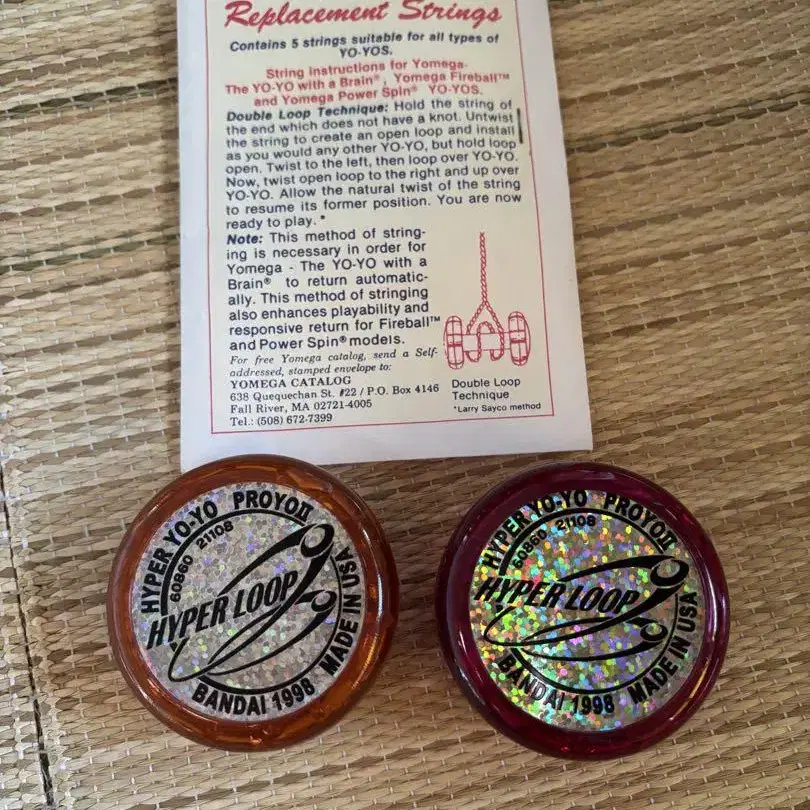 Replacement Strings
Contains 5 strings suitable for all types of
YO-YOS.
String Instructions for Yomega-
The YO-YO with a Brain®, Yomega Fireball™
and Yomega Power Spin® YO-YOS.
Double Loop Technique: Hold the string of
the end which does not have a knot. Untwist
the string to create an open loop and install
as you would any other YO-YO, but hold loop
open. Twist to the left, then loop over YO-YO.
Now, twist open loop to the right and up over
YO-YO. Allow the natural twist of the string
to resume its former position. You are now
ready to play.*
Note: This method of string-
ing is necessary in order for
Yomega - The YO-YO with a
Brain® to return automatic-
ally. This method of stringing
also enhances playability and
responsive return for Fireball™
and Power Spin® models.
For free Yomega catalog, send a Self-
addressed, stamped envelope to:
YOMEGA CATALOG
638 Quequechan St. #22 / P.O. Box 4146
Fall River, MA 02721-4005
Tel.: (508) 672-7399
Double Loop
Technique
*Larry Sayco method
HYPER YO-YO PROYOII
60860 21108
HYPER LOOP
BANDAI 1998 MADE IN USA
HYPER YO-YO PROYOII
60860 21108
HYPER LOOP
BANDAI 1998 MADE IN USA